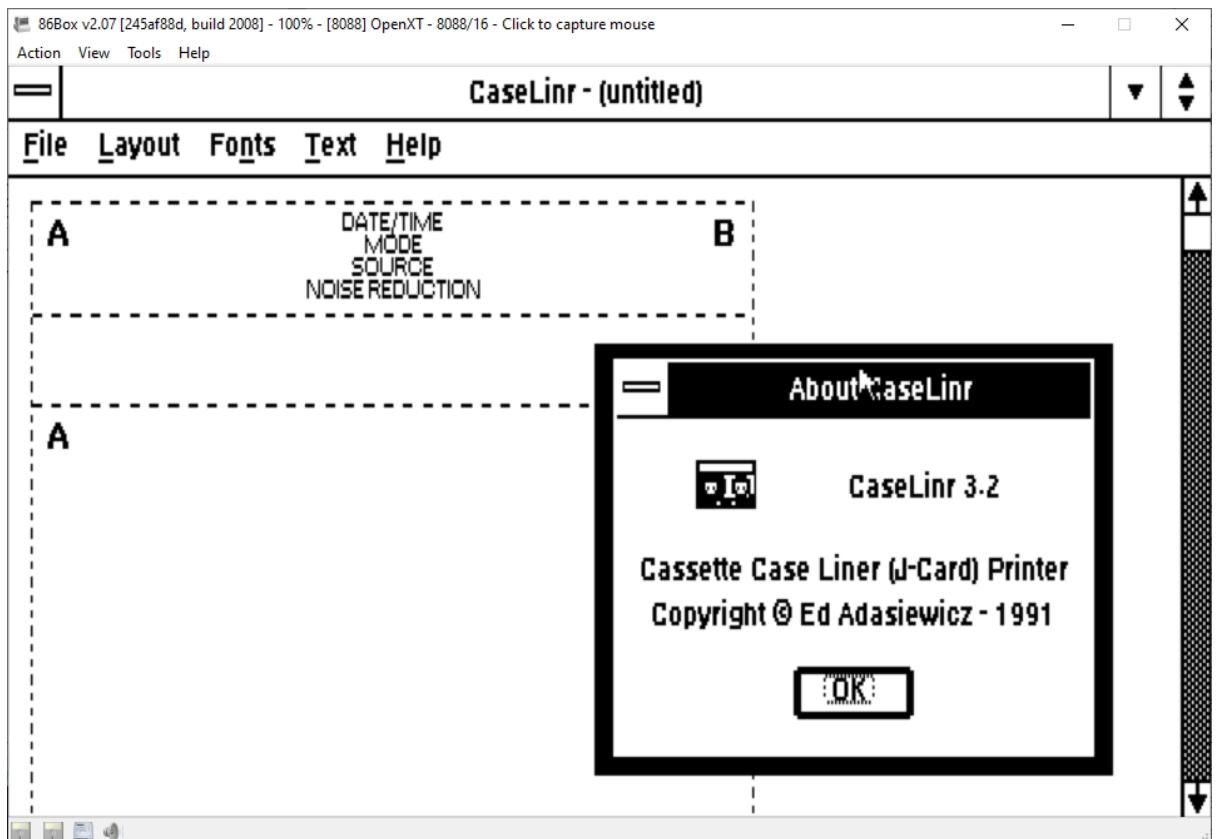 86Box v2.07 [245af88d, build 2008] - 100% - [8088] OpenXT - 8088/16 - Click to capture mouse
Action View Tools Help
CaseLinr - (untitled)
File Layout Fonts Text Help
A DATE/TIME B
MODE
SOURCE
NOISE REDUCTION
A
About CaseLinr
CaseLinr 3.2
Cassette Case Liner (J-Card) Printer
Copyright © Ed Adasiewicz - 1991
OK